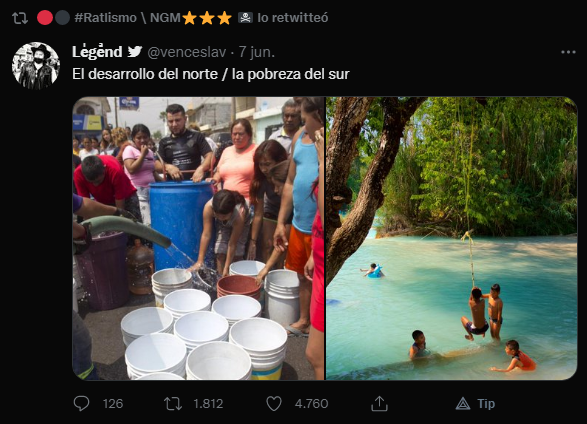 #Ratlismo \ NGM⭐⭐⭐ 🏴‍☠️ lo retwitteó
Légend @venceslav · 7 jun.
El desarrollo del norte / la pobreza del sur
126 1.812 4.760 Tip